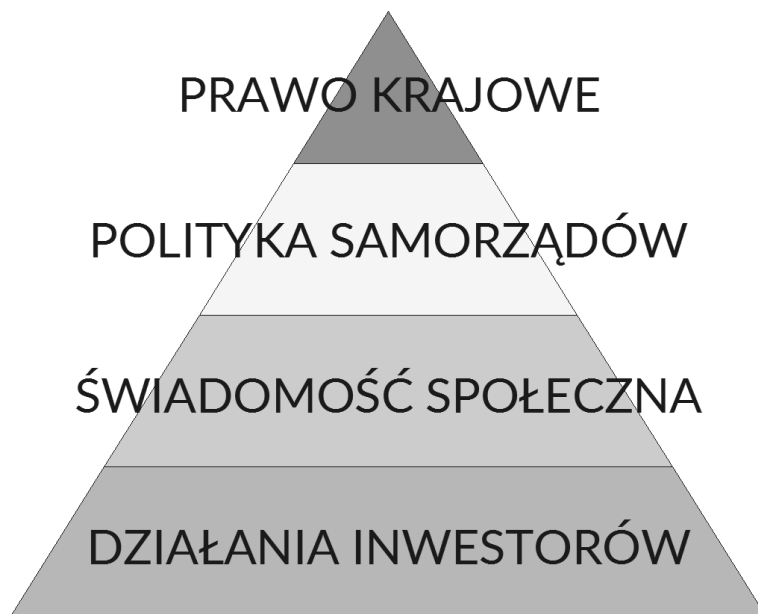 PRAWO KRAJOWE
POLITYKA SAMORZĄDÓW
ŚWIADOMOŚĆ SPOŁECZNA
DZIAŁANIA INWESTORÓW